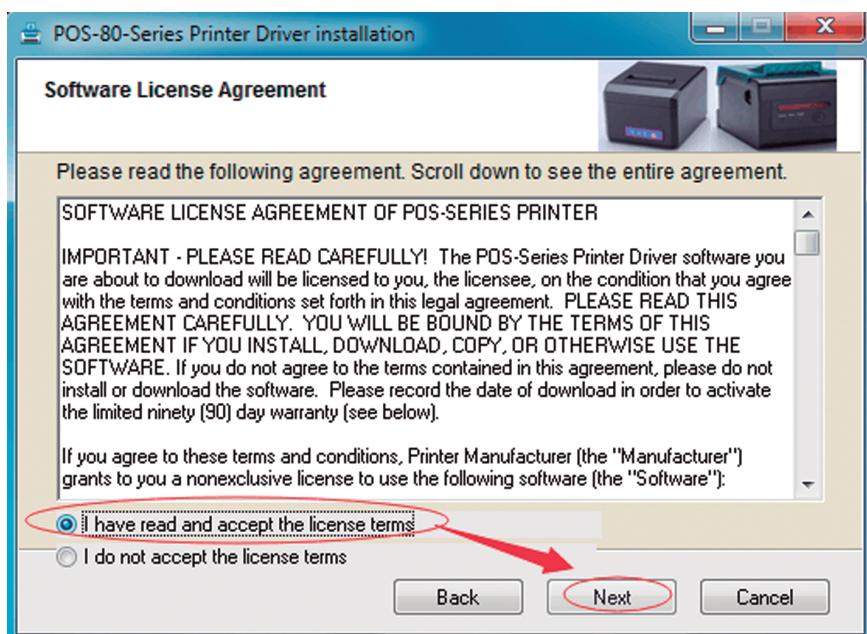 POS-80-Series Printer Driver installation
Software License Agreement
Please read the following agreement. Scroll down to see the entire agreement.
SOFTWARE LICENSE AGREEMENT OF POS-SERIES PRINTER
IMPORTANT - PLEASE READ CAREFULLY! The POS-Series Printer Driver software you
are about to download will be licensed to you, the licensee, on the condition that you agree
with the terms and conditions set forth in this legal agreement. PLEASE READ THIS
AGREEMENT CAREFULLY. YOU WILL BE BOUND BY THE TERMS OF THIS
AGREEMENT IF YOU INSTALL, DOWNLOAD, COPY, OR OTHERWISE USE THE
SOFTWARE. If you do not agree to the terms contained in this agreement, please do not
install or download the software. Please record the date of download in order to activate
the limited ninety (90) day warranty (see below).
If you agree to these terms and conditions, Printer Manufacturer (the "Manufacturer")
grants to you a nonexclusive license to use the following software (the "Software"):
I have read and accept the license terms
I do not accept the license terms
Back Next Cancel